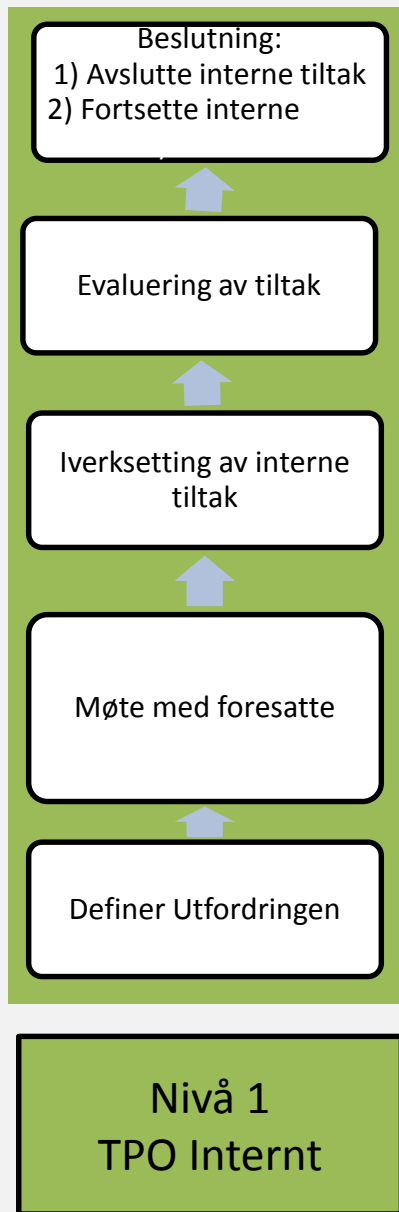 Beslutning:
1) Avslutte interne tiltak
2) Fortsette interne
Evaluering av tiltak
Iverksetting av interne
tiltak
Møte med foresatte
Definer Utfordringen
Nivå 1
TPO Internt